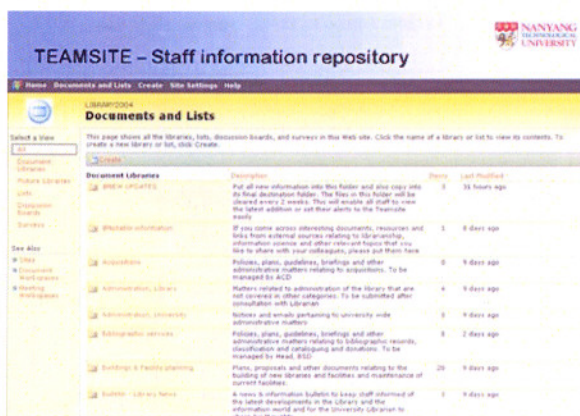 NANYANG
TECHNOLOGICAL
UNIVERSITY
TEAMSITE – Staff information repository
Home Documents and Lists Create Site Settings Help
LIBRARY2004
Documents and Lists
This page shows all the libraries, lists, discussion boards, and surveys in this Web site. Click the name of a library or list to view its contents. To
create a new library or list, click Create.
Create
Select a View
All
Document
Libraries
Picture Libraries
Lists
Discussion
Boards
Surveys
See Also
Sites
Document
Workspaces
Meeting
Workspaces
Document Libraries Description Items Last Modified
UPDATES
Put all new information into this folder and also copy into 3 31 hours ago
its final destination folder. The files in this folder will be
cleared every 2 weeks. This will enable all staff to view
the latest addition or set their alerts to the Teamsite
easily
information
If you come across interesting documents, resources and 1 8 days ago
links from external sources relating to librarianship,
information science and other relevant topics that you
like to share with your colleagues, please put them here
Acquisitions Policies, plans, guidelines, briefings and other 0 9 days ago
administrative matters relating to acquisitions. To be
managed by ACD
Administration, Library Matters related to administration of the library that are 4 9 days ago
not covered in other categories. To be submitted after
consultation with Librarian
Administration, University Notices and emails pertaining to university wide 9 days ago
administrative matters
Bibliographic services Policies, plans, guidelines, briefings and other 2 days ago
administrative matters relating to bibliographic records,
classification and cataloguing and donations. To be
managed by Head, BSD
Buildings & Facility planning Plans, proposals and other documents relating to the 20 9 days ago
building of new libraries and facilities and maintenance of
current facilities.
Bulletin - Library News A news & information bulletin to keep staff informed of 9 days ago
the latest developments in the Library and the
information world and for the University Librarian to